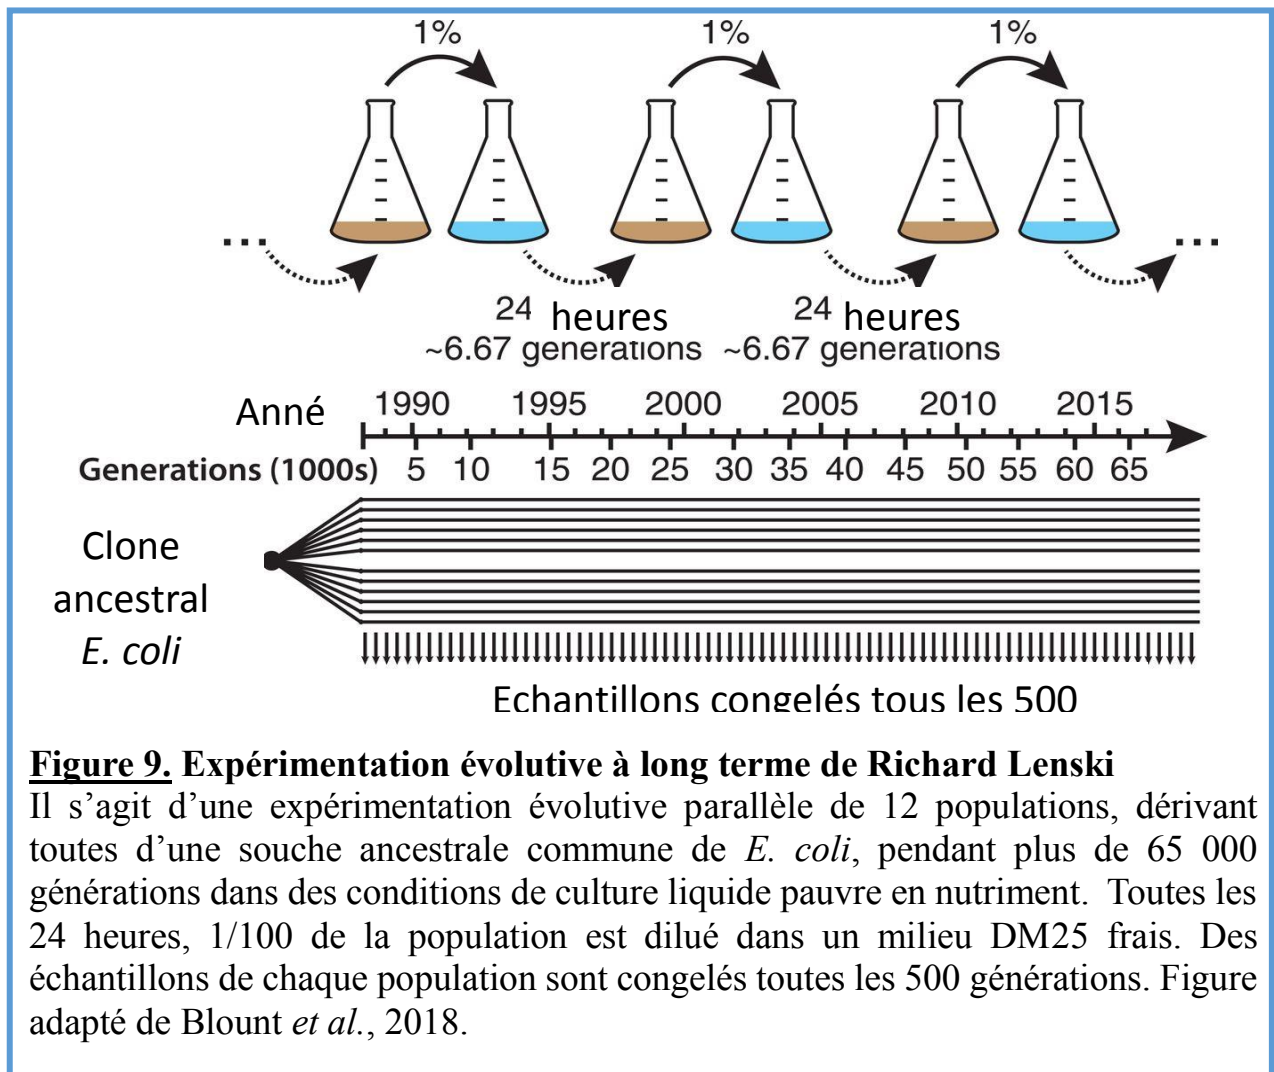 1% 1% 1%
... ...
24 heures 24 heures
~6.67 generations ~6.67 generations
Anné 1990 1995 2000 2005 2010 2015
Generations (1000s) 5 10 15 20 25 30 35 40 45 50 55 60 65
Clone
ancestral
E. coli
Echantillons congelés tous les 500
Figure 9. Expérimentation évolutive à long terme de Richard Lenski
Il s’agit d’une expérimentation évolutive parallèle de 12 populations, dérivant
toutes d’une souche ancestrale commune de E. coli, pendant plus de 65 000
générations dans des conditions de culture liquide pauvre en nutriment. Toutes les
24 heures, 1/100 de la population est dilué dans un milieu DM25 frais. Des
échantillons de chaque population sont congelés toutes les 500 générations. Figure
adapté de Blount et al., 2018.